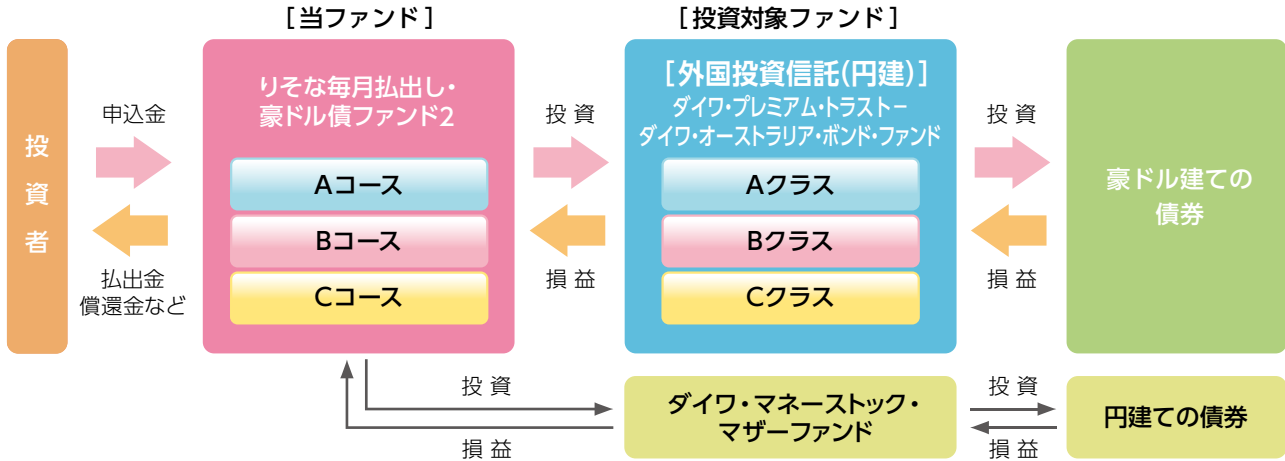 [当ファンド]
[投資対象ファンド]
投資者
申込金
払出金
償還金など
りそな毎月払出し・
豪ドル債ファンド2
Aコース
Bコース
Cコース
投 資
損 益
[外国投資信託(円建)]
ダイワ・プレミアム・トラスト－
ダイワ・オーストラリア・ボンド・ファンド
Aクラス
Bクラス
Cクラス
投 資
損 益
豪ドル建ての
債券
投 資
損 益
ダイワ・マネーストック・
マザーファンド
投 資
損 益
円建ての債券